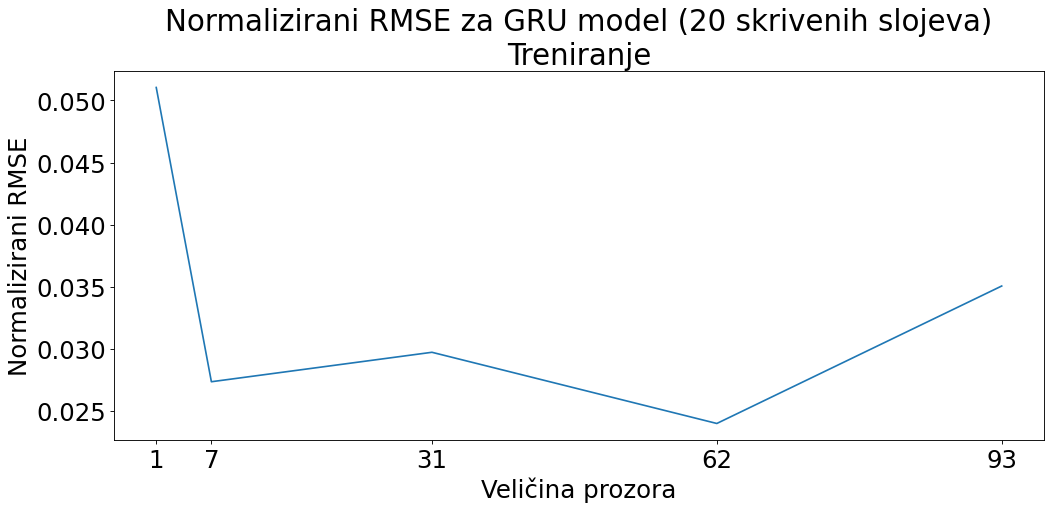 Normalizirani RMSE za GRU model (20 skrivenih slojeva)
Treniranje
Normalizirani RMSE
0.050
0.045
0.040
0.035
0.030
0.025
1 7 31 62 93
Veličina prozora